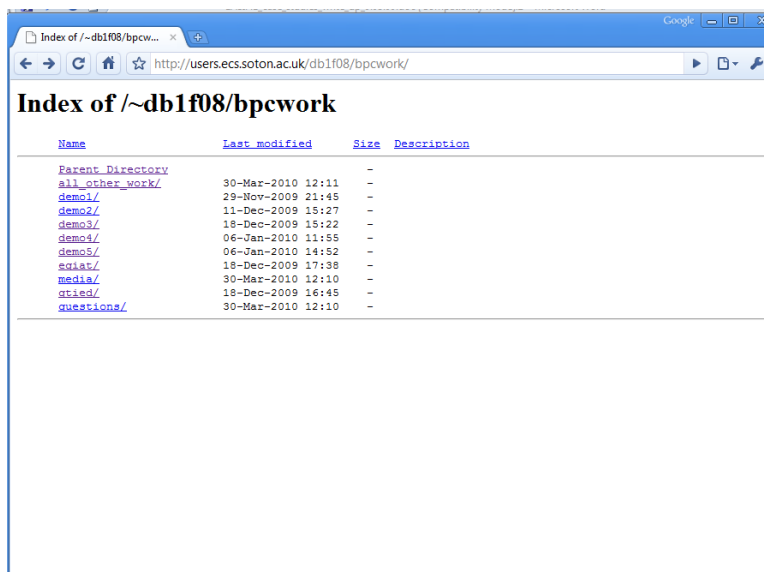 Google
Index of /~db1f08/bpcw...
http://users.ecs.soton.ac.uk/db1f08/bpcwork/
Index of /~db1f08/bpcwork
Name Last modified Size Description
Parent Directory -
all_other_work/ 30-Mar-2010 12:11 -
demo1/ 29-Nov-2009 21:45 -
demo2/ 11-Dec-2009 15:27 -
demo3/ 18-Dec-2009 15:22 -
demo4/ 06-Jan-2010 11:55 -
demo5/ 06-Jan-2010 14:52 -
eqiat/ 18-Dec-2009 17:38 -
media/ 30-Mar-2010 12:10 -
qtied/ 18-Dec-2009 16:45 -
questions/ 30-Mar-2010 12:10 -